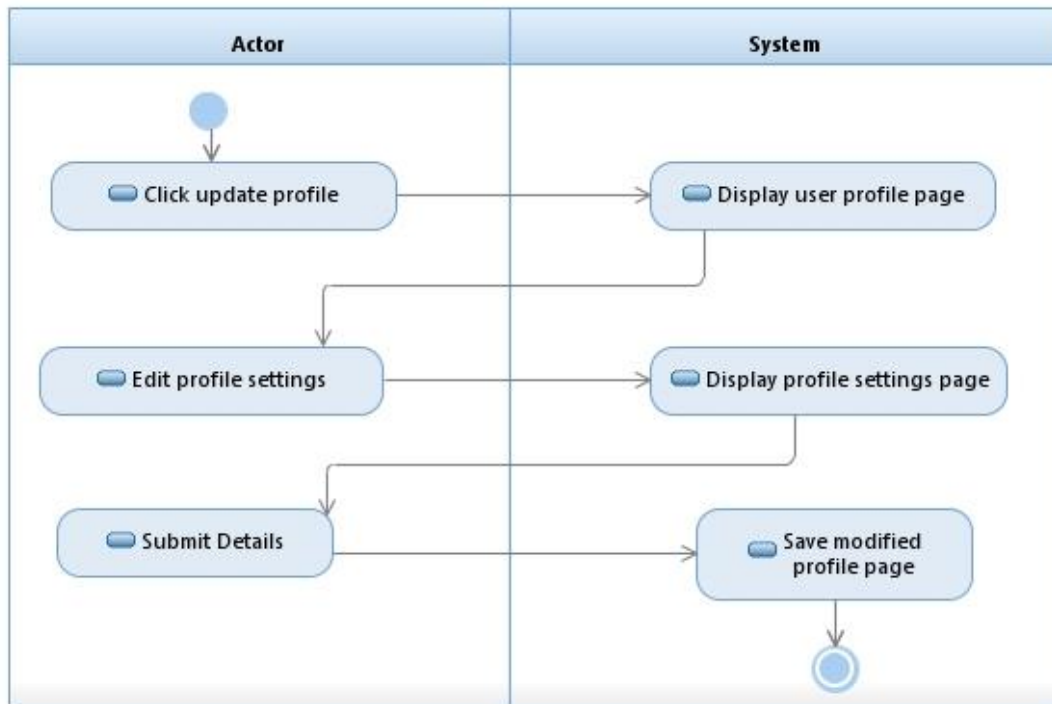 Actor
System
Click update profile
Display user profile page
Edit profile settings
Display profile settings page
Submit Details
Save modified
profile page